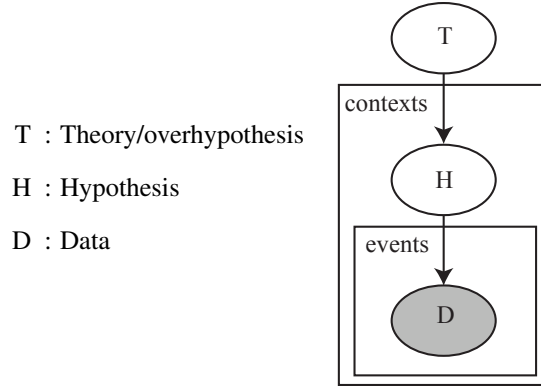 T : Theory/overhypothesis
H : Hypothesis
D : Data
T
contexts
H
events
D